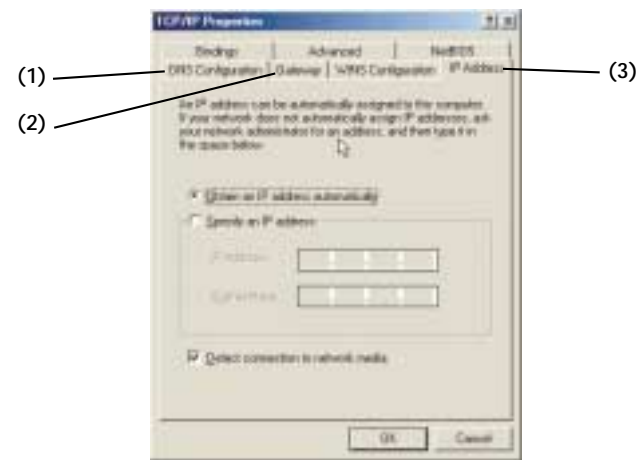 TCP/IP Properties
Bindings Advanced NetBIOS
(1) DNS Configuration Gateway WINS Configuration IP Address (3)
(2)
An IP address can be automatically assigned to this computer.
If your network does not automatically assign IP addresses, ask
your network administrator for an address, and then type it in
the space below.
Obtain an IP address automatically
Specify an IP address:
IP Address:
Subnet Mask:
Detect connection to network media
OK Cancel